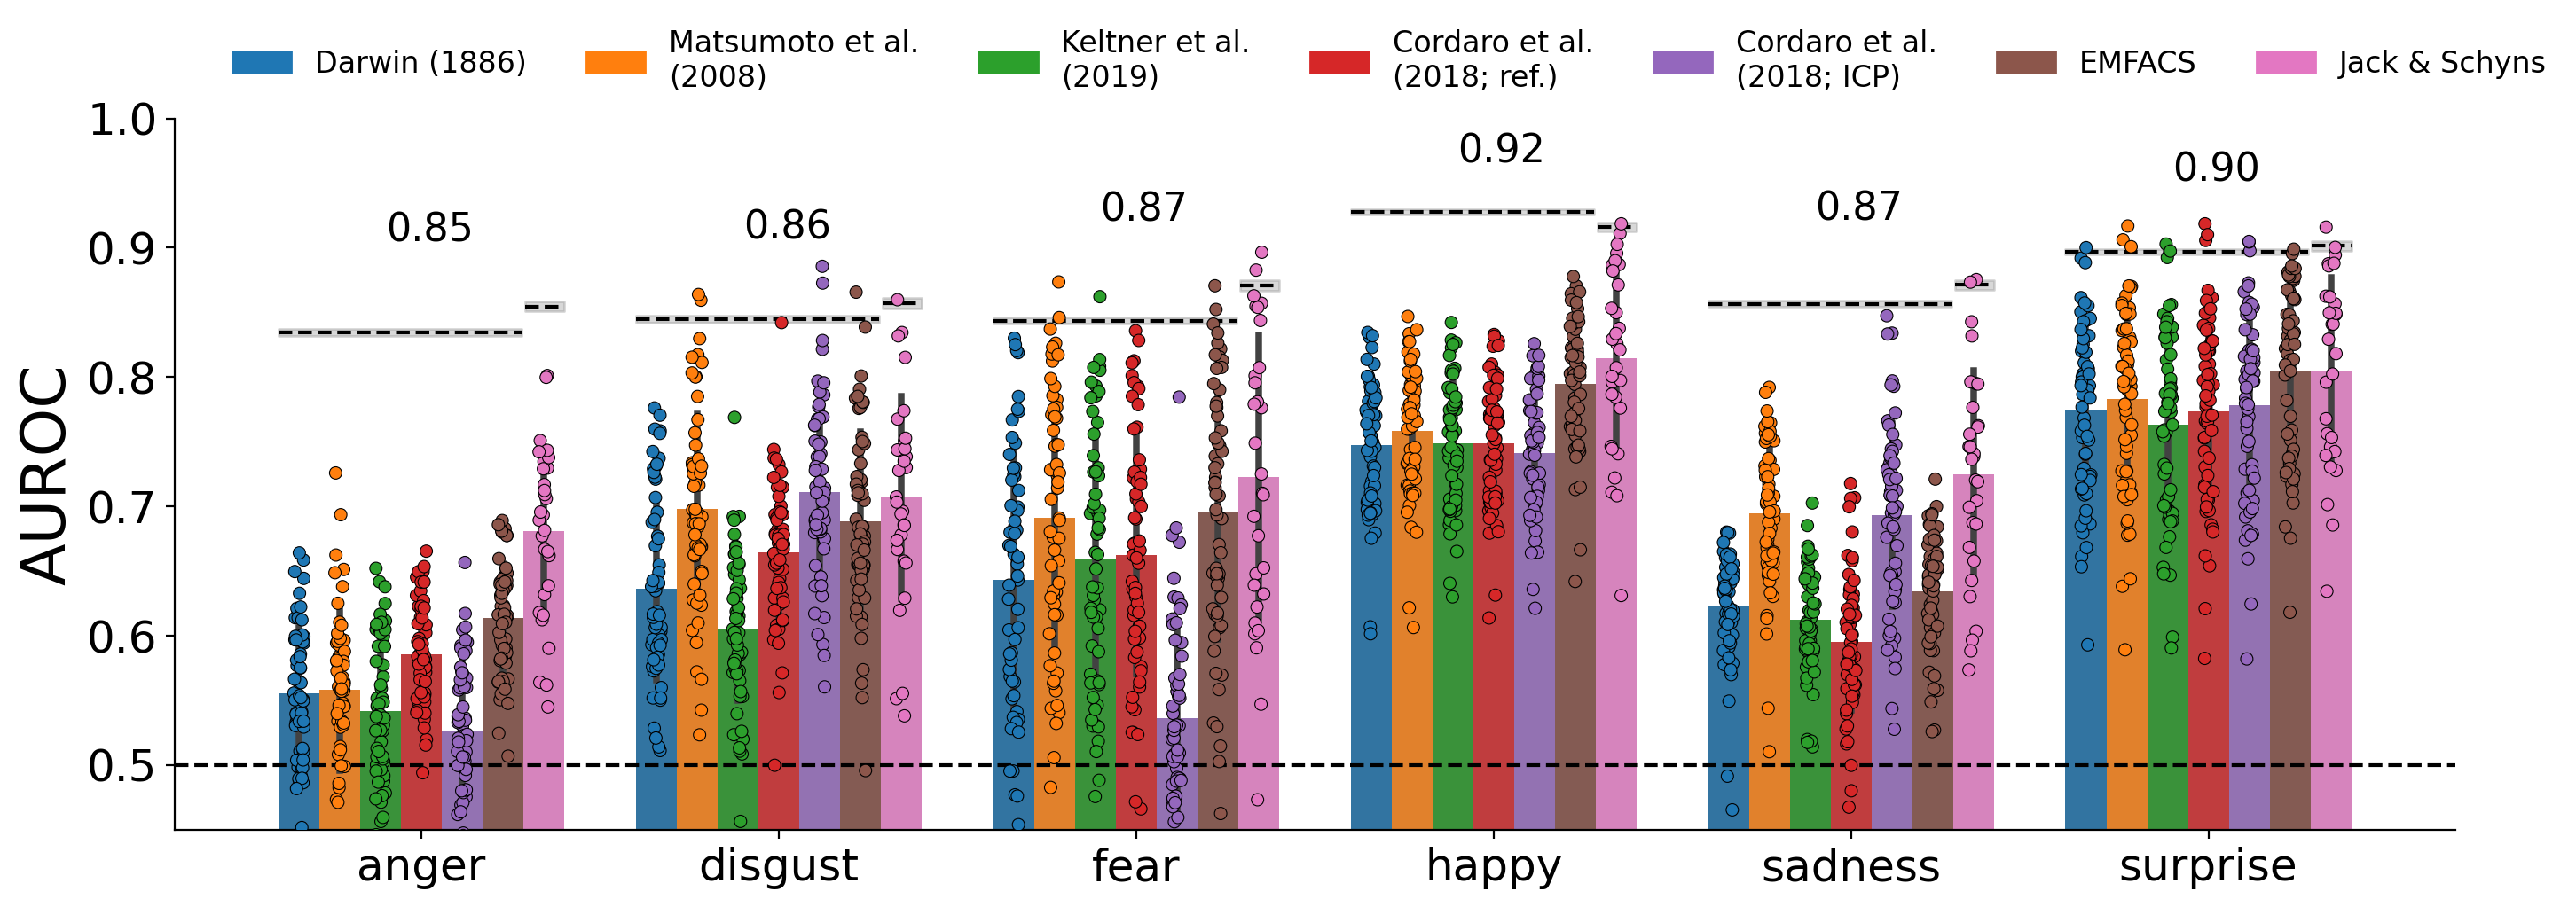 Darwin (1886)
Matsumoto et al.
(2008)
Keltner et al.
(2019)
Cordaro et al.
(2018; ref.)
Cordaro et al.
(2018; ICP)
EMFACS
Jack & Schyns
AUROC
1.0
0.9
0.8
0.7
0.6
0.5
0.85
0.86
0.87
0.92
0.87
0.90
anger
disgust
fear
happy
sadness
surprise